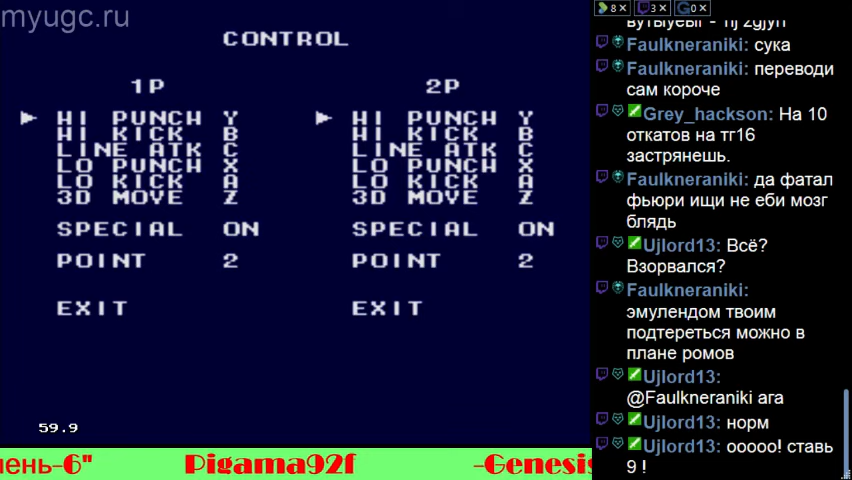 myugc.ru
CONTROL
1P 2P
HI PUNCH Y HI PUNCH Y
HI KICK B HI KICK B
LINE ATK C LINE ATK C
LO PUNCH X LO PUNCH X
LO KICK A LO KICK A
3D MOVE Z 3D MOVE Z
SPECIAL ON SPECIAL ON
POINT 2 POINT 2
EXIT EXIT
59.9
лень-6" Pigama92f -Genesis
8 × 3 × 0 ×
вутыуеыг - nj zgjyn
Faulkneraniki: сука
Faulkneraniki: переводи
сам короче
Grey_hackson: На 10
откатов на тг16
застрянешь.
Faulkneraniki: да фатал
фьюри ищи не еби мозг
блядь
Ujlord13: Всё?
Взорвался?
Faulkneraniki:
эмулендом твоим
подтереться можно в
плане ромов
Ujlord13:
@Faulkneraniki ага
Ujlord13: норм
Ujlord13: ооооо! ставь
9 !